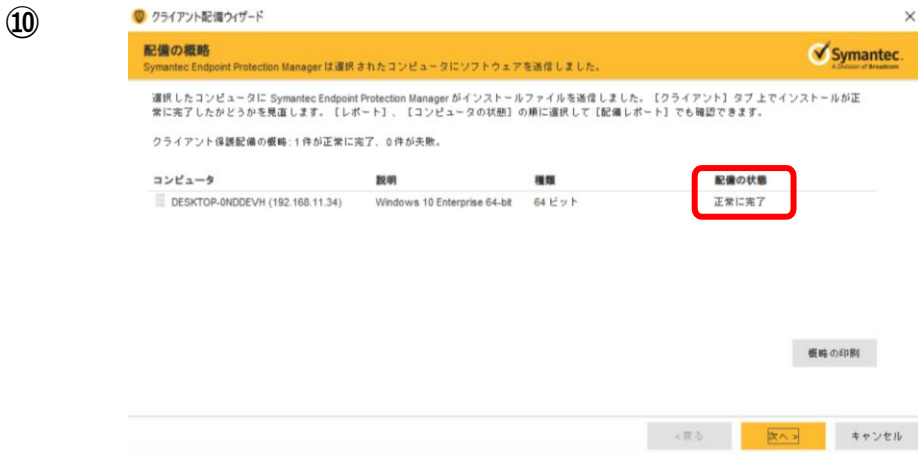 ⑩
クライアント配備ウィザード
配備の概略
Symantec Endpoint Protection Manager は選択されたコンピュータにソフトウェアを送信しました。
Symantec.
A Division of Broadcom
選択したコンピュータに Symantec Endpoint Protection Manager がインストールファイルを送信しました。［クライアント］タブ上でインストールが正
常に完了したかどうかを見直します。［レポート］、［コンピュータの状態］の順に選択して［配備レポート］でも確認できます。
クライアント保護配備の概略: 1 件が正常に完了、0 件が失敗。
コンピュータ 説明 種類 配備の状態
DESKTOP-0NDDEVH (192.168.11.34) Windows 10 Enterprise 64-bit 64 ビット 正常に完了
概略の印刷
<戻る 次へ> キャンセル